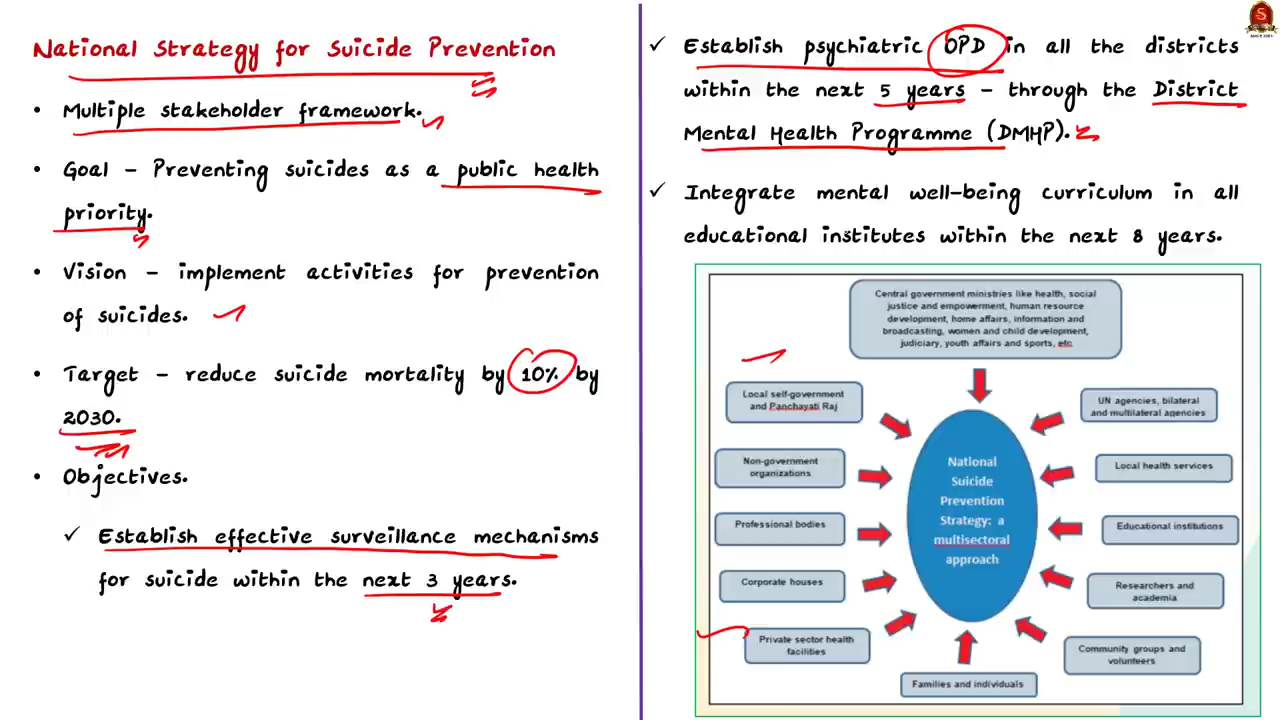 National Strategy for Suicide Prevention
• Multiple stakeholder framework.
• Goal – Preventing suicides as a public health
priority.
• Vision – implement activities for prevention
of suicides.
• Target – reduce suicide mortality by 10% by
2030.
• Objectives.
✓ Establish effective surveillance mechanisms
for suicide within the next 3 years.
✓ Establish psychiatric OPD in all the districts
within the next 5 years – through the District
Mental Health Programme (DMHP).
✓ Integrate mental well-being curriculum in all
educational institutes within the next 8 years.
Central government ministries like health, social
justice and empowerment, human resource
development, home affairs, information and
broadcasting, women and child development,
judiciary, youth affairs and sports, etc
Local self-government
and Panchayati Raj
Non-government
organizations
Professional bodies
Corporate houses
Private sector health
facilities
Families and individuals
National
Suicide
Prevention
Strategy: a
multisectoral
approach
UN agencies, bilateral
and multilateral agencies
Local health services
Educational institutions
Researchers and
academia
Community groups and
volunteers